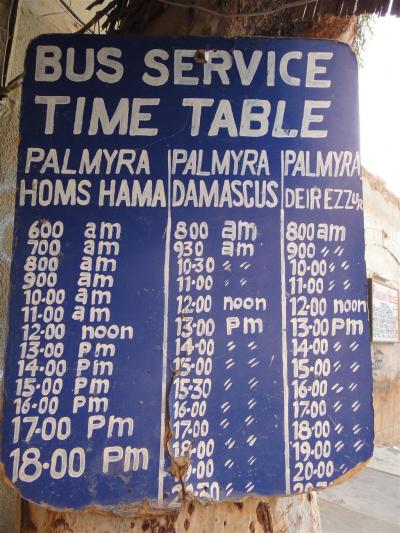 BUS SERVICE
TIME TABLE
PALMYRA
HOMS HAMA
600 am
700 am
800 am
900 am
10·00 am
11·00 am
12·00 noon
13·00 Pm
14·00 Pm
15·00 Pm
16·00 Pm
17·00 Pm
18·00 Pm
PALMYRA
DAMASCUS
800 am
930 am
10·30 〃 〃
11·00 〃 〃
12·00 noon
13·00 Pm
14·00 〃 〃
15·00 〃 〃
15·30 〃 〃
16·00 〃 〃
17·00 〃 〃
18·00 〃 〃
19·00 〃 〃
PALMYRA
DEIREZZUR
800 am
900 〃 〃
10·00 〃 〃
11·00 〃 〃
12·00 noon
13·00 Pm
14·00 〃 〃
15·00 〃 〃
16·00 〃 〃
17·00 〃 〃
18·00 〃 〃
19·00 〃 〃
20·00 〃 〃